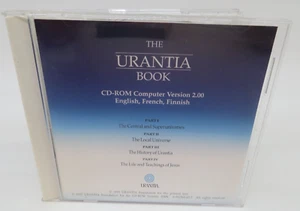 THE
URANTIA
BOOK
CD-ROM Computer Version 2.00
English, French, Finnish
PART I
The Central and Superuniverses
PART II
The Local Universe
PART III
The History of Urantia
PART IV
The Life and Teachings of Jesus